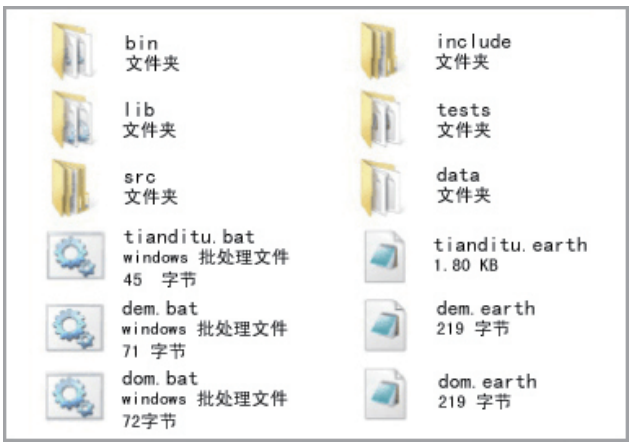 bin
文件夹
include
文件夹
lib
文件夹
tests
文件夹
src
文件夹
data
文件夹
tianditu.bat
windows 批处理文件
45 字节
tianditu.earth
1.80 KB
dem.bat
windows 批处理文件
71 字节
dem.earth
219 字节
dom.bat
windows 批处理文件
72字节
dom.earth
219 字节